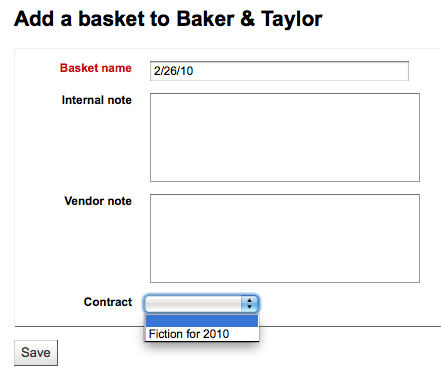 Add a basket to Baker & Taylor
Basket name 2/26/10
Internal note
Vendor note
Contract
Fiction for 2010
Save